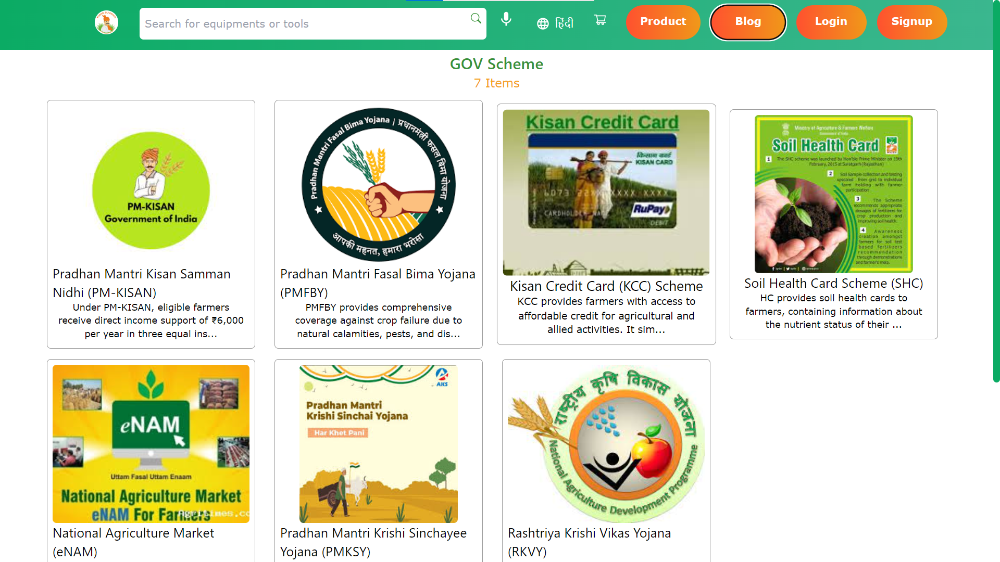 Search for equipments or tools
हिंदी
Product
Blog
Login
Signup
GOV Scheme
7 Items
PM-KISAN
Government of India
Pradhan Mantri Kisan Samman
Nidhi (PM-KISAN)
Under PM-KISAN, eligible farmers
receive direct income support of ₹6,000
per year in three equal ins...
Pradhan Mantri Fasal Bima Yojana | प्रधानमंत्री फसल बिमा योजना
आपकी महनत, हमारा भरोसा
Pradhan Mantri Fasal Bima Yojana
(PMFBY)
PMFBY provides comprehensive
coverage against crop failure due to
natural calamities, pests, and dis...
Kisan Credit Card
किसान कार्ड
KISAN CARD
RuPay
DEBIT
Kisan Credit Card (KCC) Scheme
KCC provides farmers with access to
affordable credit for agricultural and
allied activities. It sim...
Ministry of Agriculture & Farmers Welfare
Government of India
Soil Health Card
1 The SHC scheme was launched by Hon'ble Prime Minister on 19th
February, 2015 at Suratgarh (Rajasthan)
2 Soil Sample collection and testing
upscaled from grid to individual
farm holding with farmer
participation
3 The Scheme
recommends appropriate
dosages of fertilizers for
crop production and
improving soil health.
4 Awareness
creation amongst
farmers for soil test
based fertilizers
recommendation
through demonstrations
and farmer's mela.
Soil Health Card Scheme (SHC)
HC provides soil health cards to
farmers, containing information about
the nutrient status of their ...
eNAM
Uttam Fasal Uttam Enaam
National Agriculture Market
eNAM For Farmers
National Agriculture Market
(eNAM)
AKS
Pradhan Mantri
Krishi Sinchai Yojana
Har Khet Pani
Pradhan Mantri Krishi Sinchayee
Yojana (PMKSY)
राष्ट्रीय कृषि विकास योजना
National Agriculture Development Programme
Rashtriya Krishi Vikas Yojana
(RKVY)